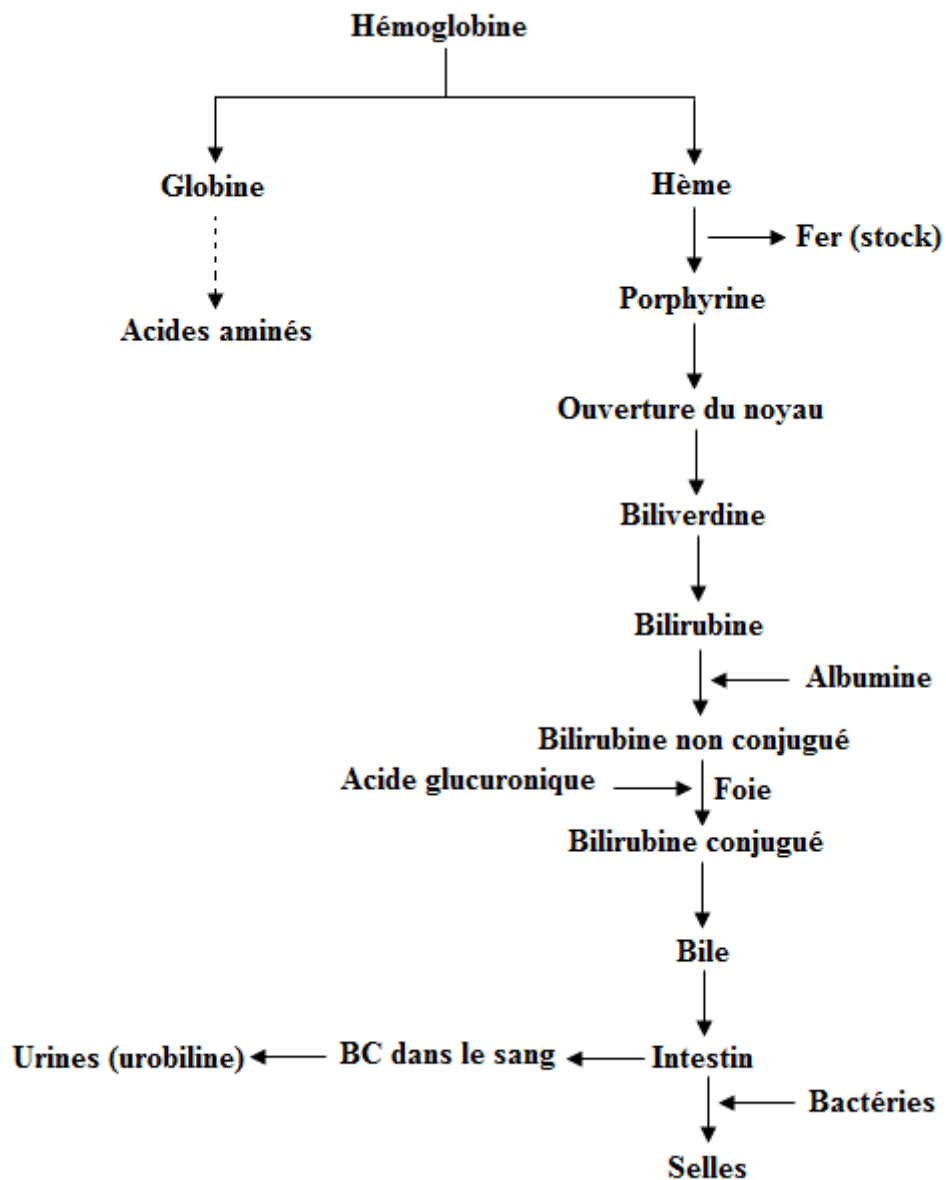 Hémoglobine
Globine
Hème
Fer (stock)
Porphyrine
Acides aminés
Ouverture du noyau
Biliverdine
Bilirubine
Albumine
Bilirubine non conjugué
Acide glucuronique
Foie
Bilirubine conjugué
Bile
Urines (urobiline)
BC dans le sang
Intestin
Bactéries
Selles